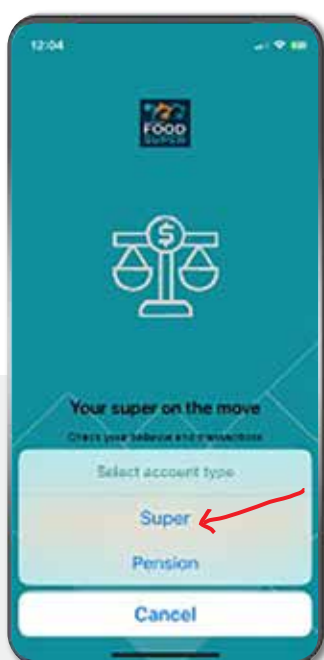 12:04
FOOD
SUPER
Your super on the move
Check your balance and transactions
Select account type
Super
Pension
Cancel